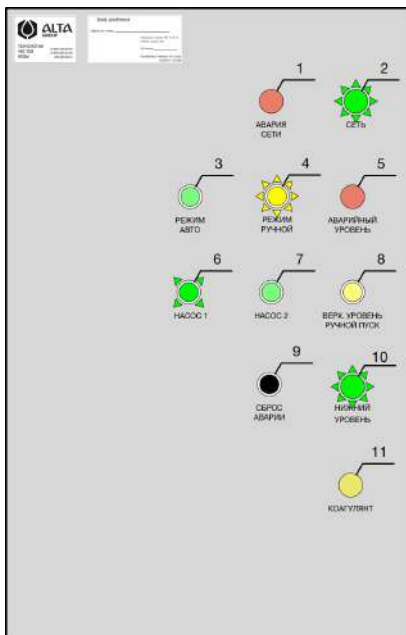 ALTA
GROUP
1
2
АВАРИЯ
СЕТИ
СЕТЬ
3
4
5
РЕЖИМ
АВТО
РЕЖИМ
РУЧНОЙ
АВАРИЙНЫЙ
УРОВЕНЬ
6
7
8
НАСОС 1
НАСОС 2
ВЕРХ. УРОВЕНЬ
РУЧНОЙ ПУСК
9
10
СБРОС
АВАРИИ
НИЖНИЙ
УРОВЕНЬ
11
КОАГУЛЯНТ